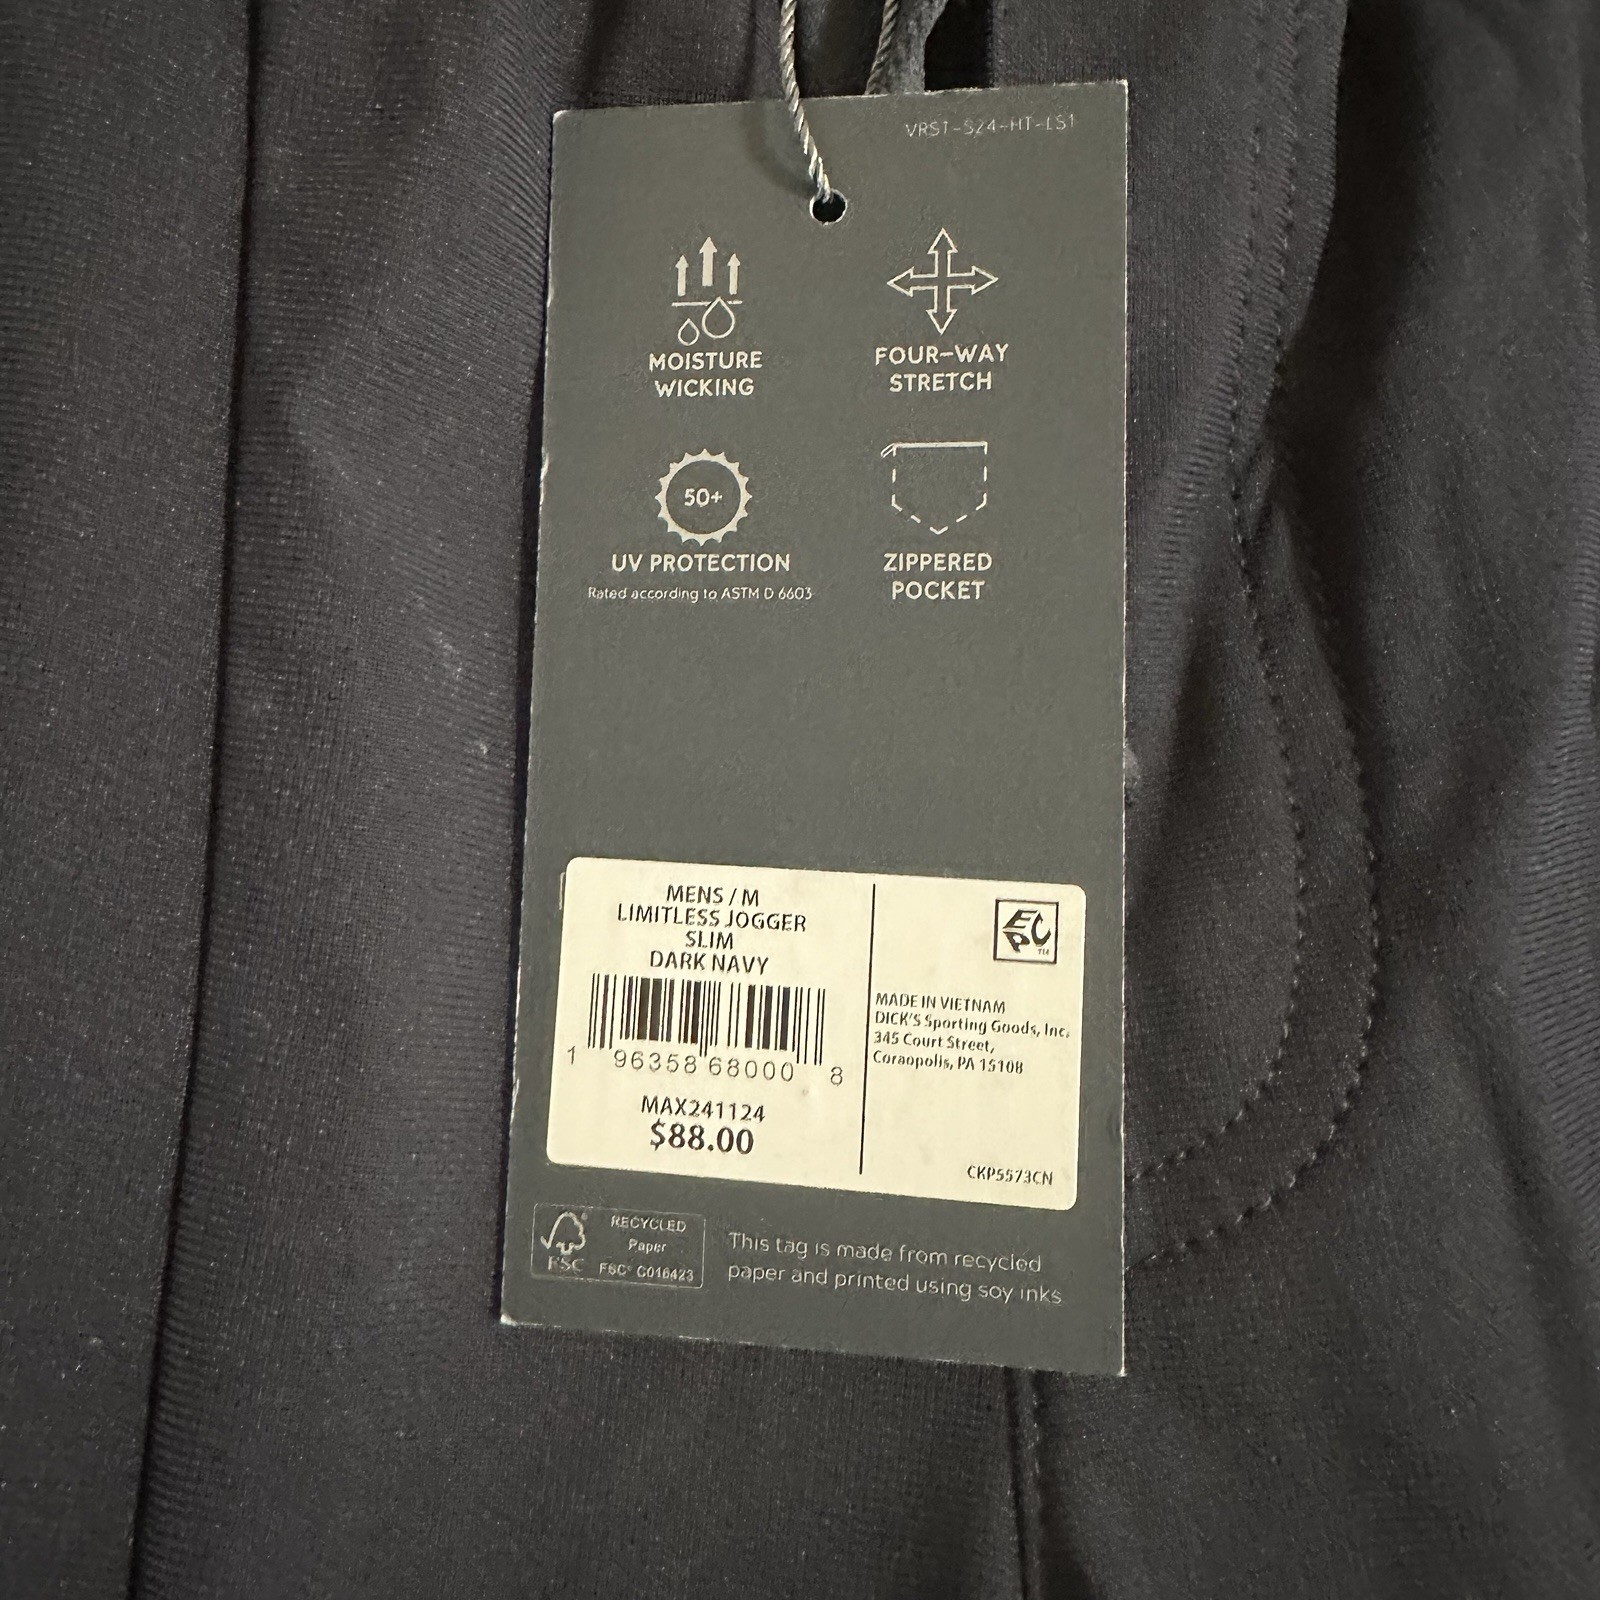 VRST-S24-HT-LS1
MOISTURE
WICKING
FOUR-WAY
STRETCH
50+
UV PROTECTION
Rated according to ASTM D 6603
ZIPPERED
POCKET
MENS / M
LIMITLESS JOGGER
SLIM
DARK NAVY
1 96358 68000 8
MAX241124
$88.00
EPC™
MADE IN VIETNAM
DICK'S Sporting Goods, Inc.
345 Court Street,
Coraopolis, PA 15108
CKP5573CN
FSC
RECYCLED
Paper
FSC® C016423
This tag is made from recycled
paper and printed using soy inks